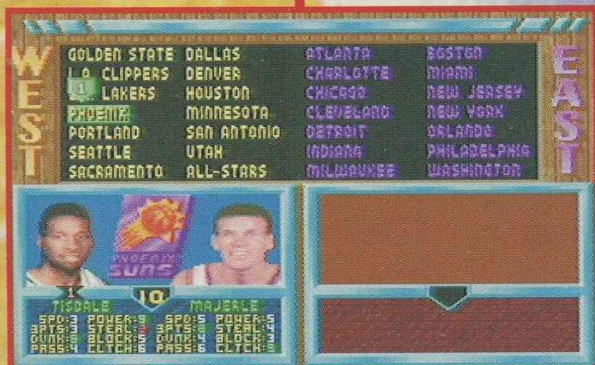 WEST
EAST
GOLDEN STATE DALLAS ATLANTA BOSTON
L.A. CLIPPERS DENVER CHARLOTTE MIAMI
1 LAKERS HOUSTON CHICAGO NEW JERSEY
PHOENIX MINNESOTA CLEVELAND NEW YORK
PORTLAND SAN ANTONIO DETROIT ORLANDO
SEATTLE UTAH INDIANA PHILADELPHIA
SACRAMENTO ALL-STARS MILWAUKEE WASHINGTON
PHOENIX
SUNS
1
TISDALE 19 MAJERLE
SPD:3 POWER:9 SPD:5 POWER:5
3PTS:3 STEAL:2 3PTS:8 STEAL:4
DUNK: BLOCK:5 DUNK:4 BLOCK:3
PASS:4 CLTCH:6 PASS:6 CLTCH: